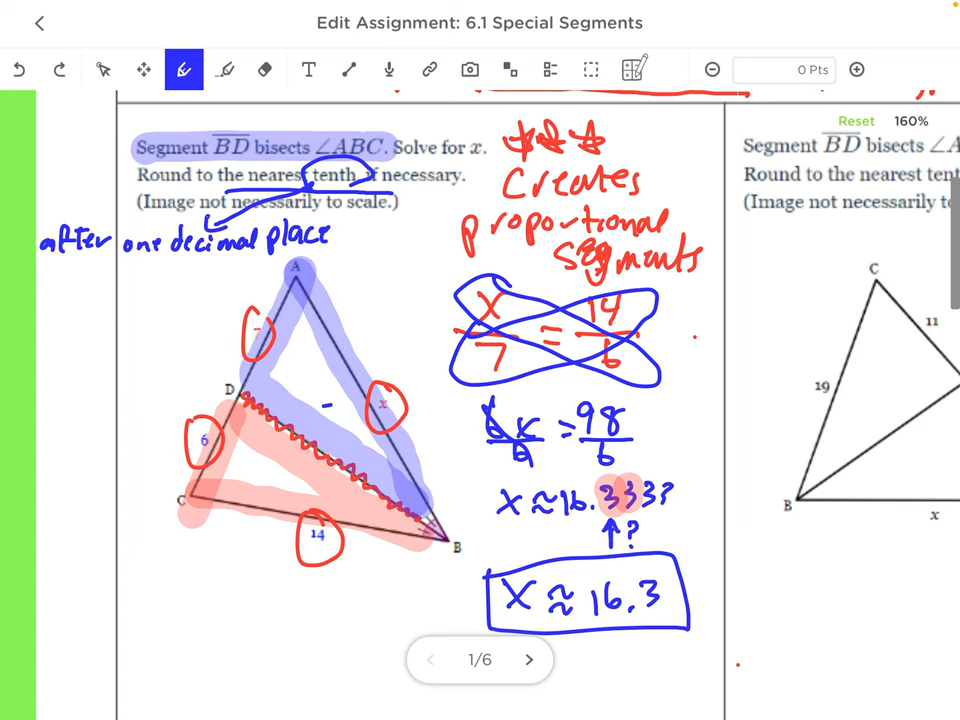 Edit Assignment: 6.1 Special Segments
T
0 Pts
Reset 160%
Segment BD bisects ∠ABC. Solve for x.
Round to the nearest tenth, if necessary.
(Image not necessarily to scale.)
after one decimal place
A
7
D
x
6
C
14
B
***
Creates
proportional
segments
x/7 = 14/6
6x/6 = 98/6
x ≈ 16.3333
↑?
x ≈ 16.3
Segment BD bisects ∠A
Round to the nearest tent
(Image not necessarily to
C
11
19
B
x
1/6